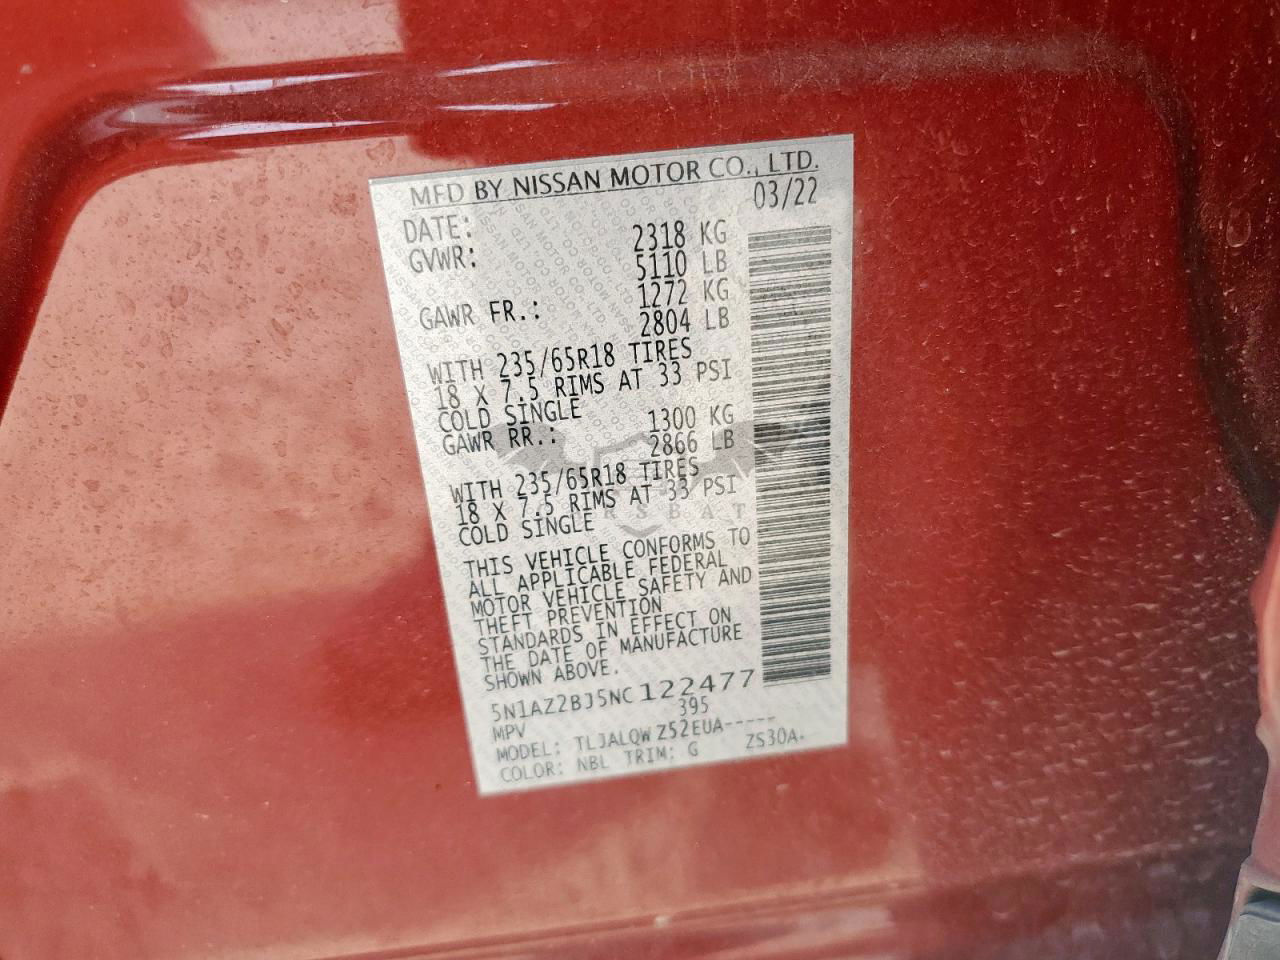 MFD BY NISSAN MOTOR CO., LTD.
DATE: 03/22
GVWR: 2318 KG
5110 LB
GAWR FR.: 1272 KG
2804 LB
WITH 235/65R18 TIRES
18 X 7.5 RIMS AT 33 PSI
COLD SINGLE
GAWR RR.: 1300 KG
2866 LB
WITH 235/65R18 TIRES
18 X 7.5 RIMS AT 33 PSI
COLD SINGLE
THIS VEHICLE CONFORMS TO
ALL APPLICABLE FEDERAL
MOTOR VEHICLE SAFETY AND
THEFT PREVENTION
STANDARDS IN EFFECT ON
THE DATE OF MANUFACTURE
SHOWN ABOVE.
5N1AZ2BJ5NC122477
MPV 395
MODEL: TLJALQWZ52EUA-----
COLOR: NBL TRIM: G ZS30A.